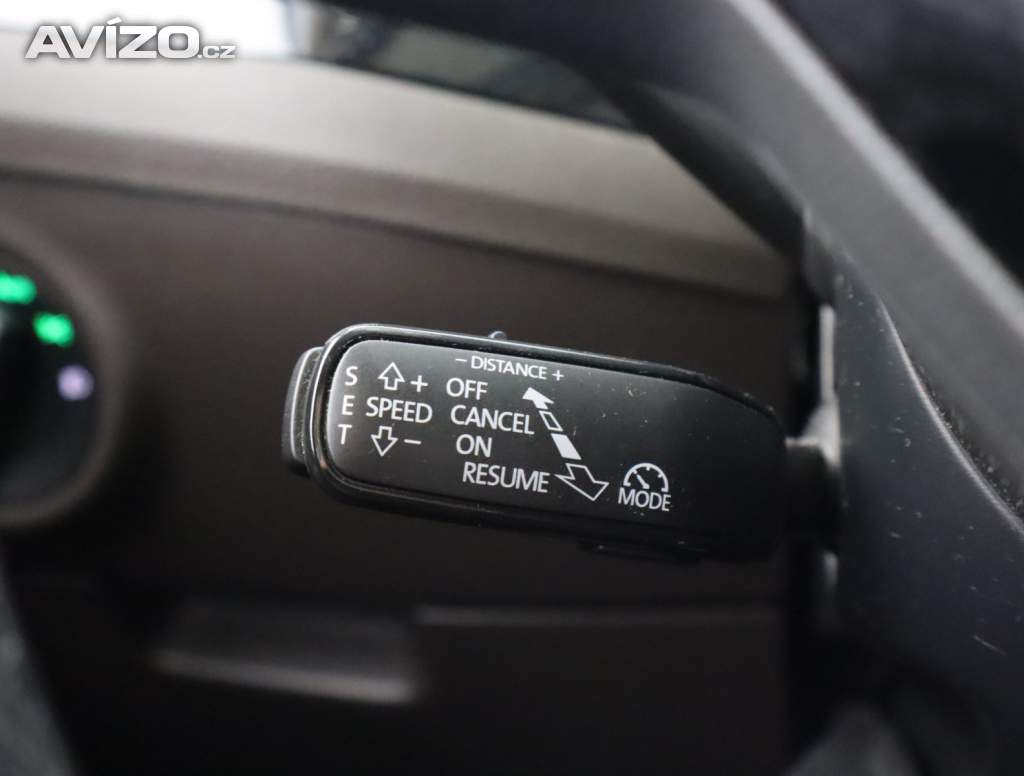 AVÍZO.cz
– DISTANCE +
S + OFF
E SPEED CANCEL
T – ON
RESUME
MODE